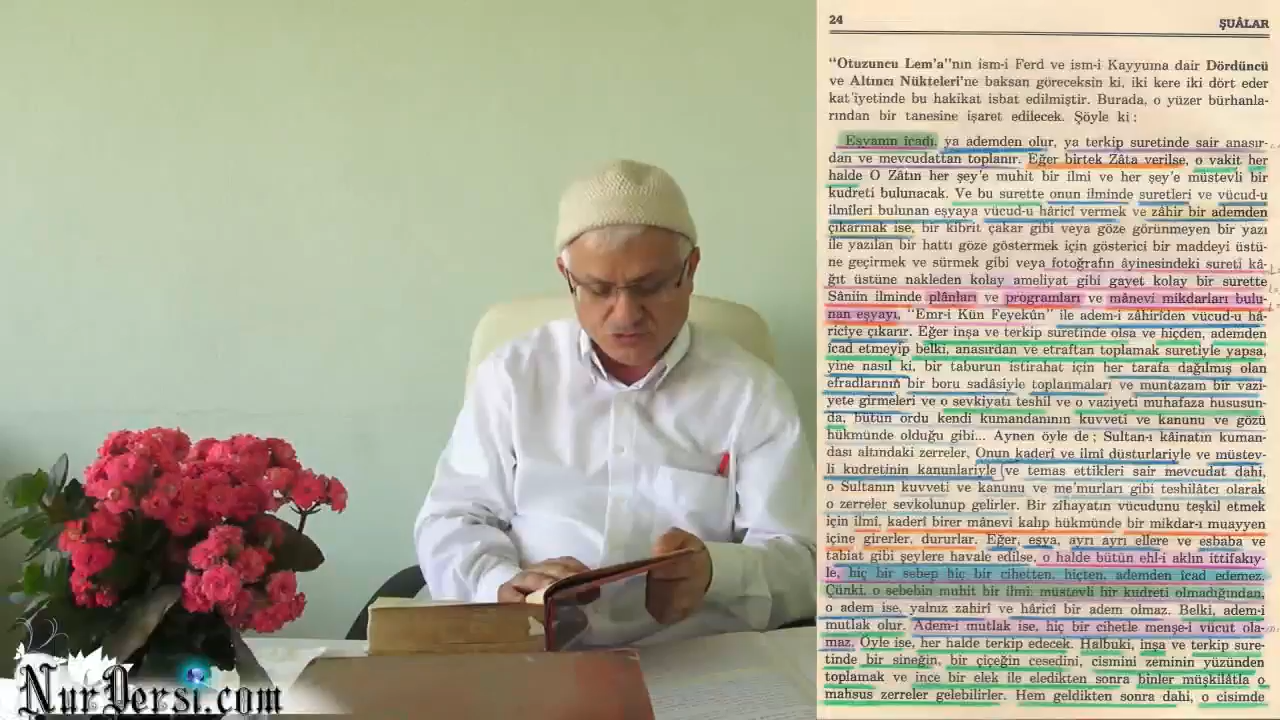 24
ŞUÂLAR
“Otuzuncu Lem'a”nın ism-i Ferd ve ism-i Kayyuma dair Dördüncü
ve Altıncı Nükteleri'ne baksan göreceksin ki, iki kere iki dört eder
kat'iyetinde bu hakikat isbat edilmiştir. Burada, o yüzer bürhanla-
rından bir tanesine işaret edilecek. Şöyle ki :
Eşyanın îcadı, ya ademden olur, ya terkip suretinde sair anasır-
dan ve mevcudattan toplanır. Eğer birtek Zâta verilse, o vakit her
halde O Zâtın her şey'e muhit bir ilmi ve her şey'e müstevli bir
kudreti bulunacak. Ve bu surette onun ilminde suretleri ve vücud-u
ilmîleri bulunan eşyaya vücud-u hâricî vermek ve zâhir bir ademden
çıkarmak ise, bir kibrit çakar gibi veya göze görünmeyen bir yazı
ile yazılan bir hattı göze göstermek için gösterici bir maddeyi üstü-
ne geçirmek ve sürmek gibi veya fotoğrafın âyinesindeki sureti kâ-
ğıt üstüne nakleden kolay ameliyat gibi gayet kolay bir surette
Sâniin ilminde plânları ve programları ve mânevî mikdarları bulu-
nan eşyayı, “Emr-i Kün Feyekûn” ile adem-i zâhirîden vücud-u hâ-
ricîye çıkarır. Eğer inşa ve terkip suretinde olsa ve hiçden, ademden
îcad etmeyip belki, anasırdan ve etraftan toplamak suretiyle yapsa,
yine nasıl ki, bir taburun istirahat için her tarafa dağılmış olan
efradlarının bir boru sadâsiyle toplanmaları ve muntazam bir vazi-
yete girmeleri ve o sevkiyatı teshil ve o vaziyeti muhafaza hususun-
da, bütün ordu kendi kumandanının kuvveti ve kanunu ve gözü
hükmünde olduğu gibi... Aynen öyle de ; Sultan-ı kâinatın kuman-
dası altındaki zerreler, Onun kaderî ve ilmî düsturlariyle ve müstev-
li kudretinin kanunlariyle ve temas ettikleri sair mevcudat dahi,
o Sultanın kuvveti ve kanunu ve me'murları gibi teshilâtcı olarak
o zerreler sevkolunup gelirler. Bir zîhayatın vücudunu teşkil etmek
için ilmî, kaderî birer mânevî kalıp hükmünde bir mikdar-ı muayyen
içine girerler, dururlar. Eğer, eşya, ayrı ayrı ellere ve esbaba ve
tabiat gibi şeylere havale edilse, o halde bütün ehl-i aklın ittifakıy-
le, hiç bir sebep hiç bir cihetten, hiçten, ademden îcad edemez.
Çünki, o sebebin muhit bir ilmi; müstevli bir kudreti olmadığından,
o adem ise, yalnız zahirî ve hâricî bir adem olmaz. Belki, adem-i
mutlak olur. Adem-i mutlak ise, hiç bir cihetle menşe-i vücut ola-
maz. Öyle ise, her halde terkip edecek. Halbuki, inşa ve terkip sure-
tinde bir sineğin, bir çiçeğin cesedini, cismini zeminin yüzünden
toplamak ve ince bir elek ile eledikten sonra binler müşkilâtla o
mahsus zerreler gelebilirler. Hem geldikten sonra dahi, o cisimde
NurDersi.com